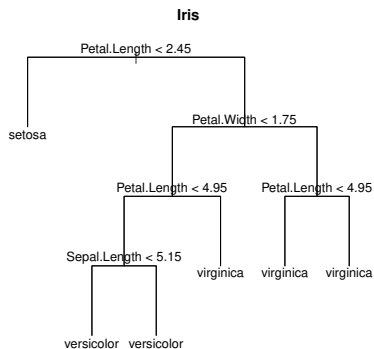 Iris
Petal.Length < 2.45
setosa
Petal.Width < 1.75
Petal.Length < 4.95
Petal.Length < 4.95
Sepal.Length < 5.15
virginica
virginica
virginica
versicolor
versicolor